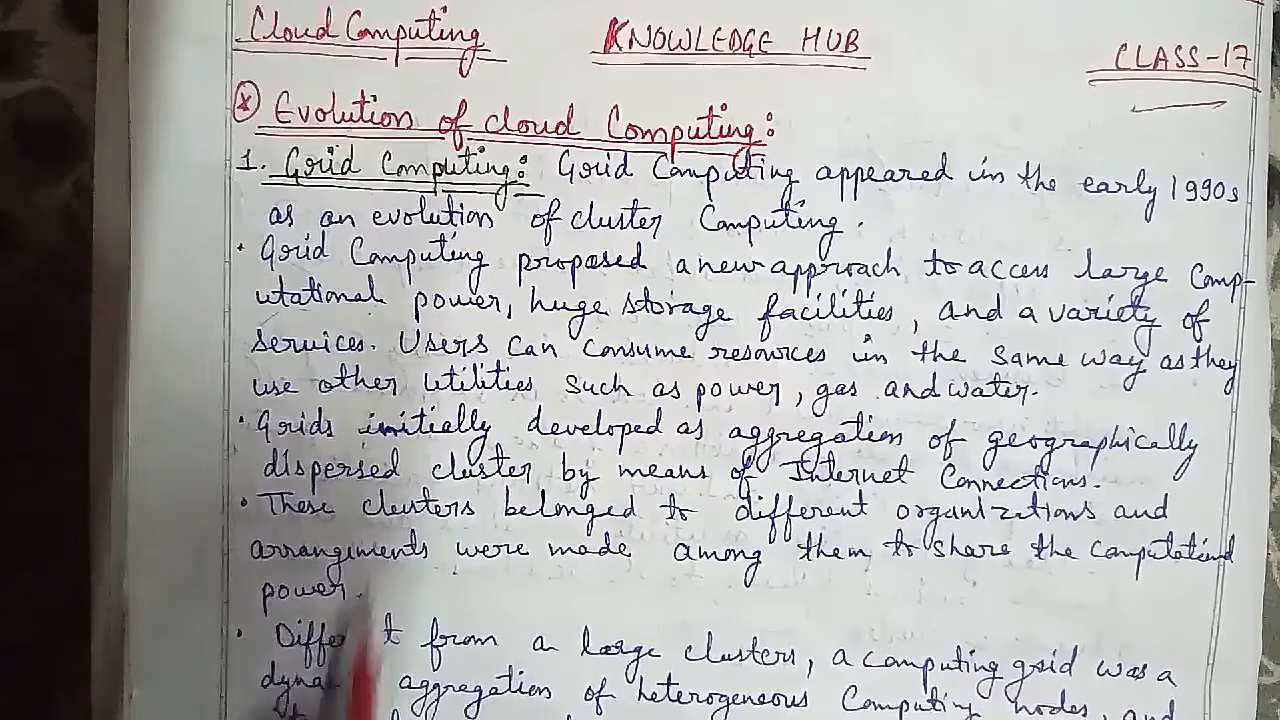 Cloud Computing KNOWLEDGE HUB CLASS-17
Evolution of cloud Computing:
1. Grid Computing: Grid Computing appeared in the early 1990s
as an evolution of cluster Computing.
• Grid Computing proposed a new approach to access large Comp-
utational power, huge storage facilities, and a variety of
services. Users can consume resources in the same way as they
use other utilities such as power, gas and water.
• Grids initially developed as aggregation of geographically
dispersed cluster by means of Internet Connections.
• These clusters belonged to different organizations and
arrangements were made among them to share the computational
power.
• from a large clusters, a computing grid was a
aggregation of heterogeneous Computing nodes, and